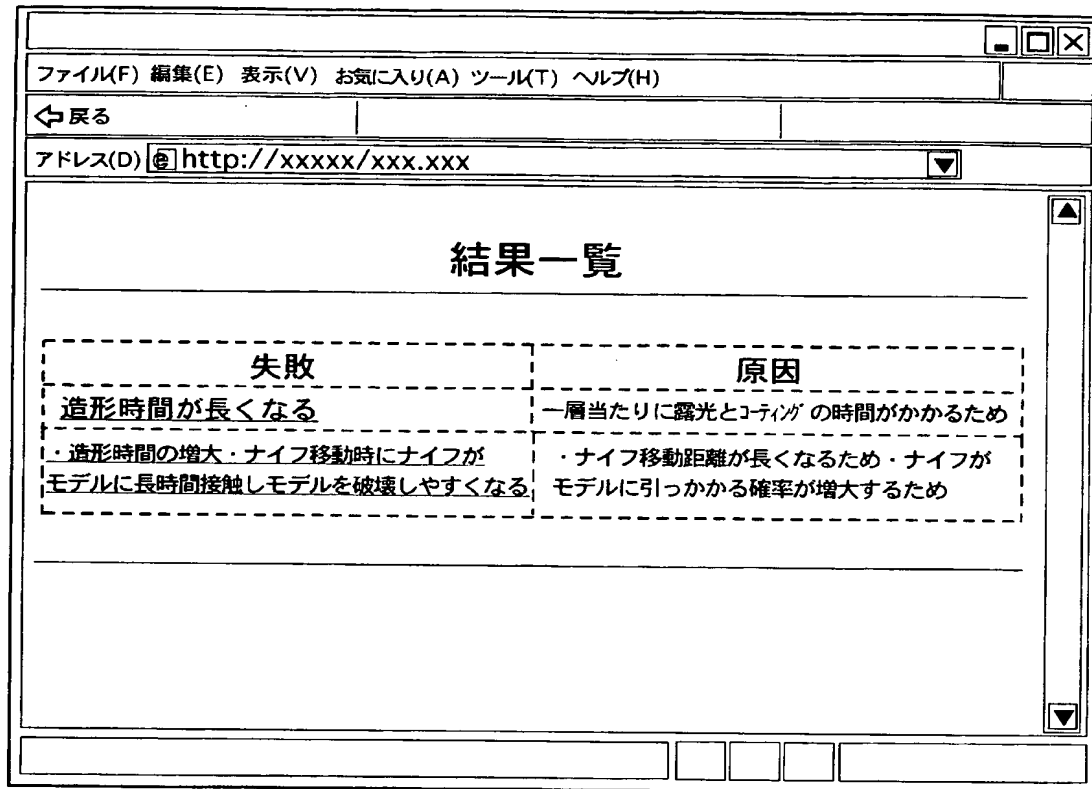 ファイル(F) 編集(E) 表示(V) お気に入り(A) ツール(T) ヘルプ(H)
戻る
アドレス(D) e http://xxxxx/xxx.xxx
結果一覧
失敗 原因
造形時間が長くなる 一層当たりに露光とコーティングの時間がかかるため
・造形時間の増大・ナイフ移動時にナイフが ・ナイフ移動距離が長くなるため・ナイフが
モデルに長時間接触しモデルを破壊しやすくなる モデルに引っかかる確率が増大するため